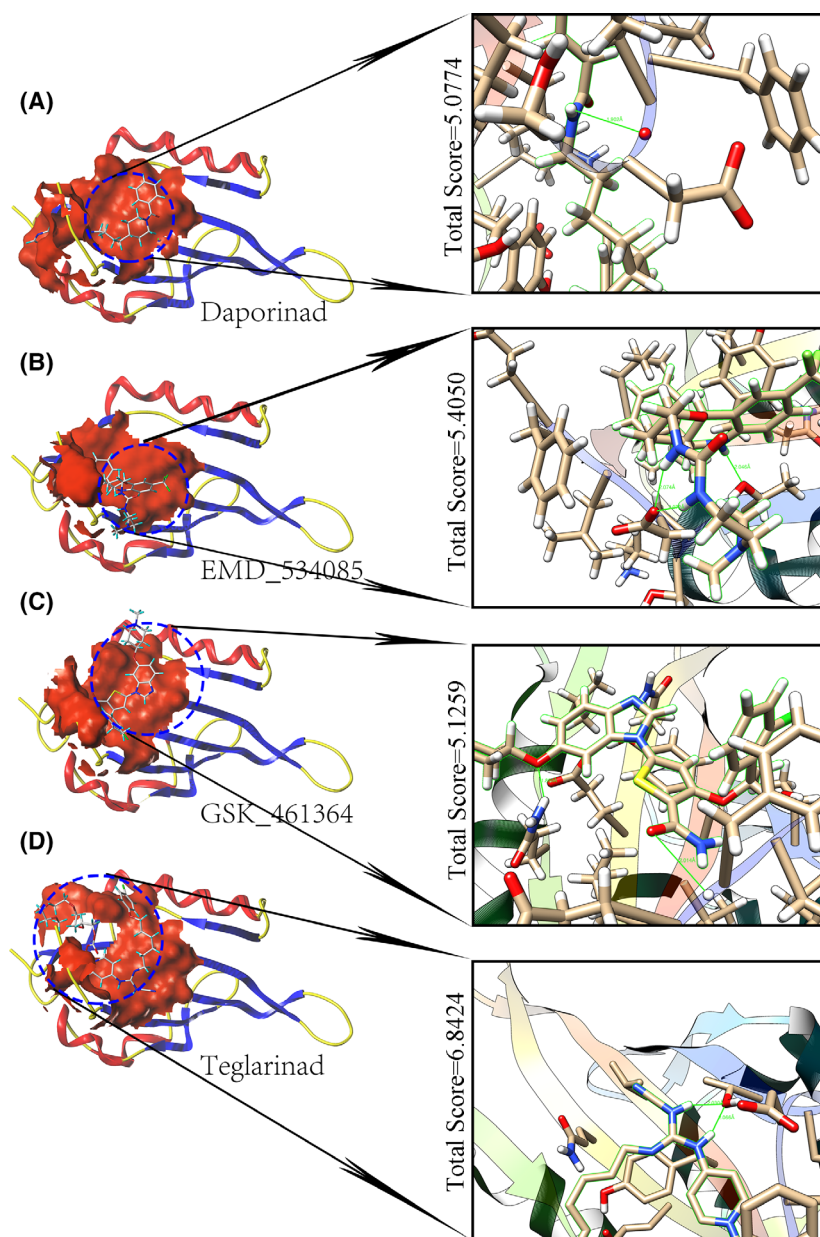 (A)
Daporinad
Total Score=5.0774
(B)
EMD_534085
Total Score=5.4050
(C)
GSK_461364
Total Score=5.1259
(D)
Teglarinad
Total Score=6.8424